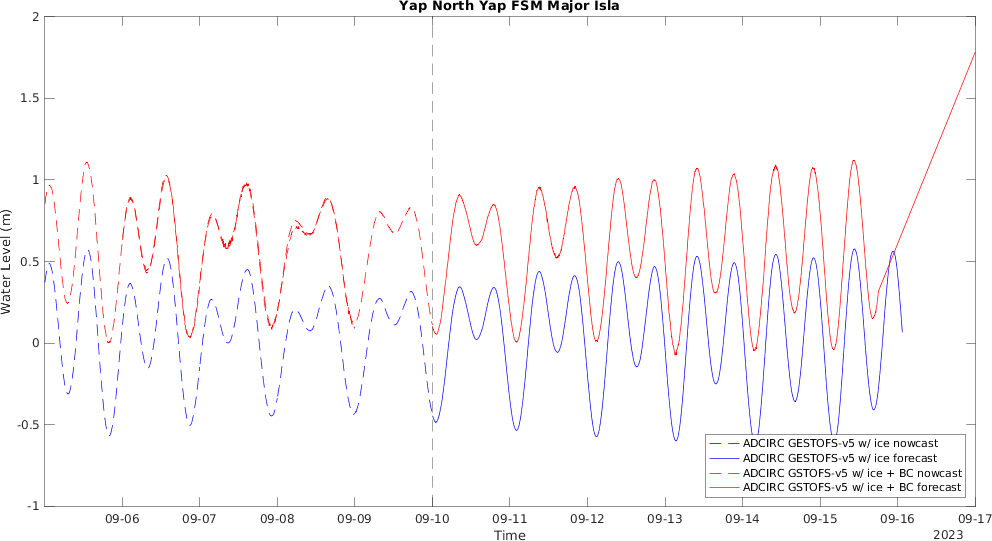 Yap North Yap FSM Major Isla
2
1.5
1
0.5
0
-0.5
-1
Water Level (m)
ADCIRC GESTOFS-v5 w/ ice nowcast
ADCIRC GESTOFS-v5 w/ ice forecast
ADCIRC GSTOFS-v5 w/ ice + BC nowcast
ADCIRC GSTOFS-v5 w/ ice + BC forecast
09-06 09-07 09-08 09-09 09-10 09-11 09-12 09-13 09-14 09-15 09-16 09-17
Time
2023